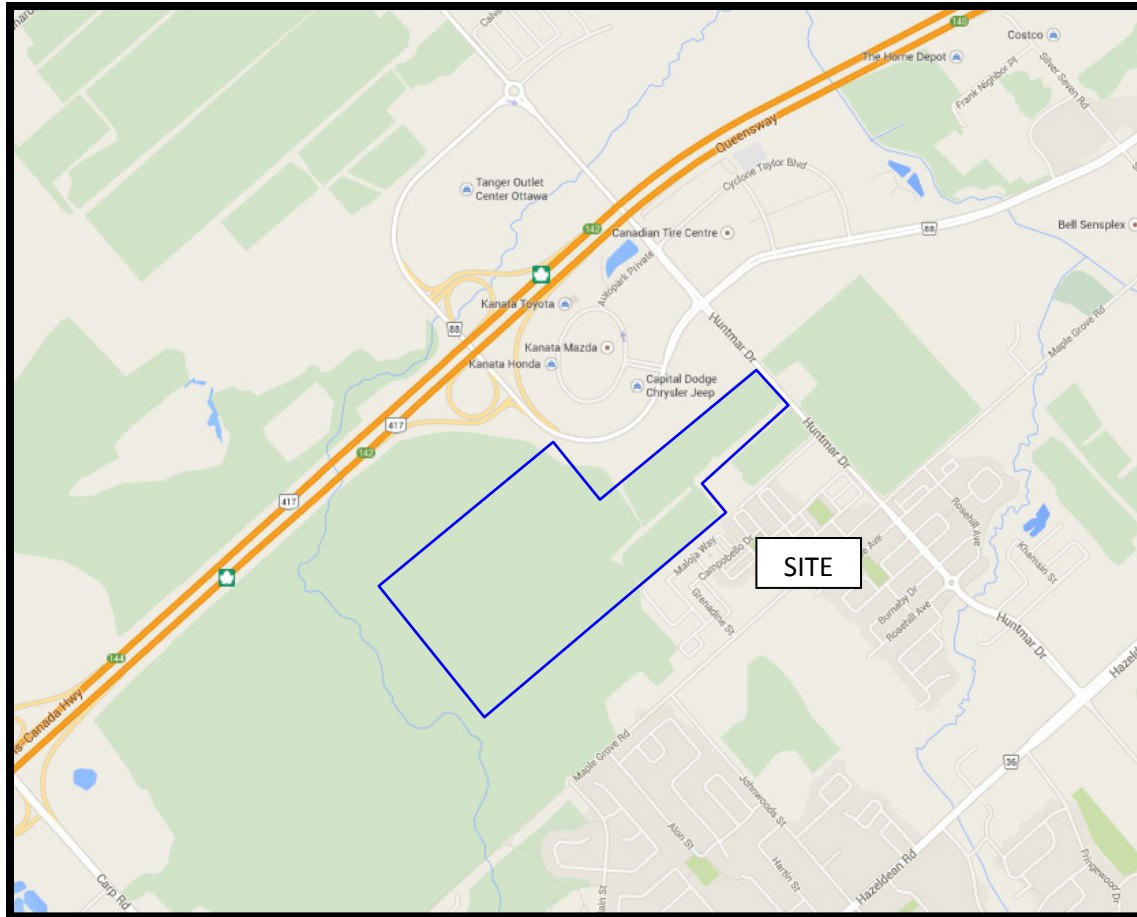 140
Costco
The Home Depot
Silver Seven Rd
Frank Nighbor Pl
Queensway
Cyclone Taylor Blvd
Tanger Outlet
Center Ottawa
142
Canadian Tire Centre
88
Bell Sensplex
Autopark Private
Kanata Toyota
Huntmar Dr
Maple Grove Rd
88
Kanata Mazda
Kanata Honda
Capital Dodge
Chrysler Jeep
417
142
Huntmar Dr
417
Rosehill Ave
Maloja Way
Campobello Dr
SITE
Khamsin St
Grenadine St
Burnaby Dr
Rosehill Ave
Huntmar Dr
144
36
Maple Grove Rd
Johnwoods St
Alon St
Hartin St
Hazeldean Rd
Fringewood Dr
Carp Rd